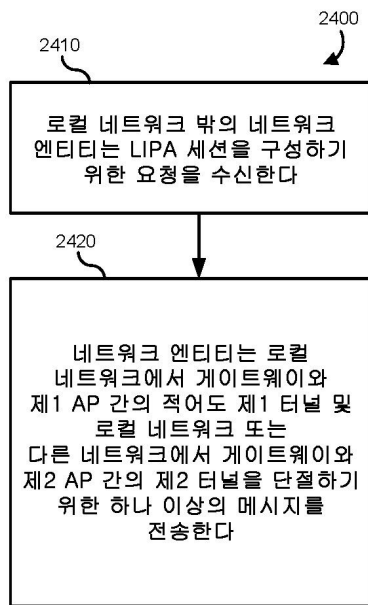 2400
2410
로컬 네트워크 밖의 네트워크
엔티티는 LIPA 세션을 구성하기
위한 요청을 수신한다
2420
네트워크 엔티티는 로컬
네트워크에서 게이트웨이와
제1 AP 간의 적어도 제1 터널 및
로컬 네트워크 또는
다른 네트워크에서 게이트웨이와
제2 AP 간의 제2 터널을 단절하기
위한 하나 이상의 메시지를
전송한다